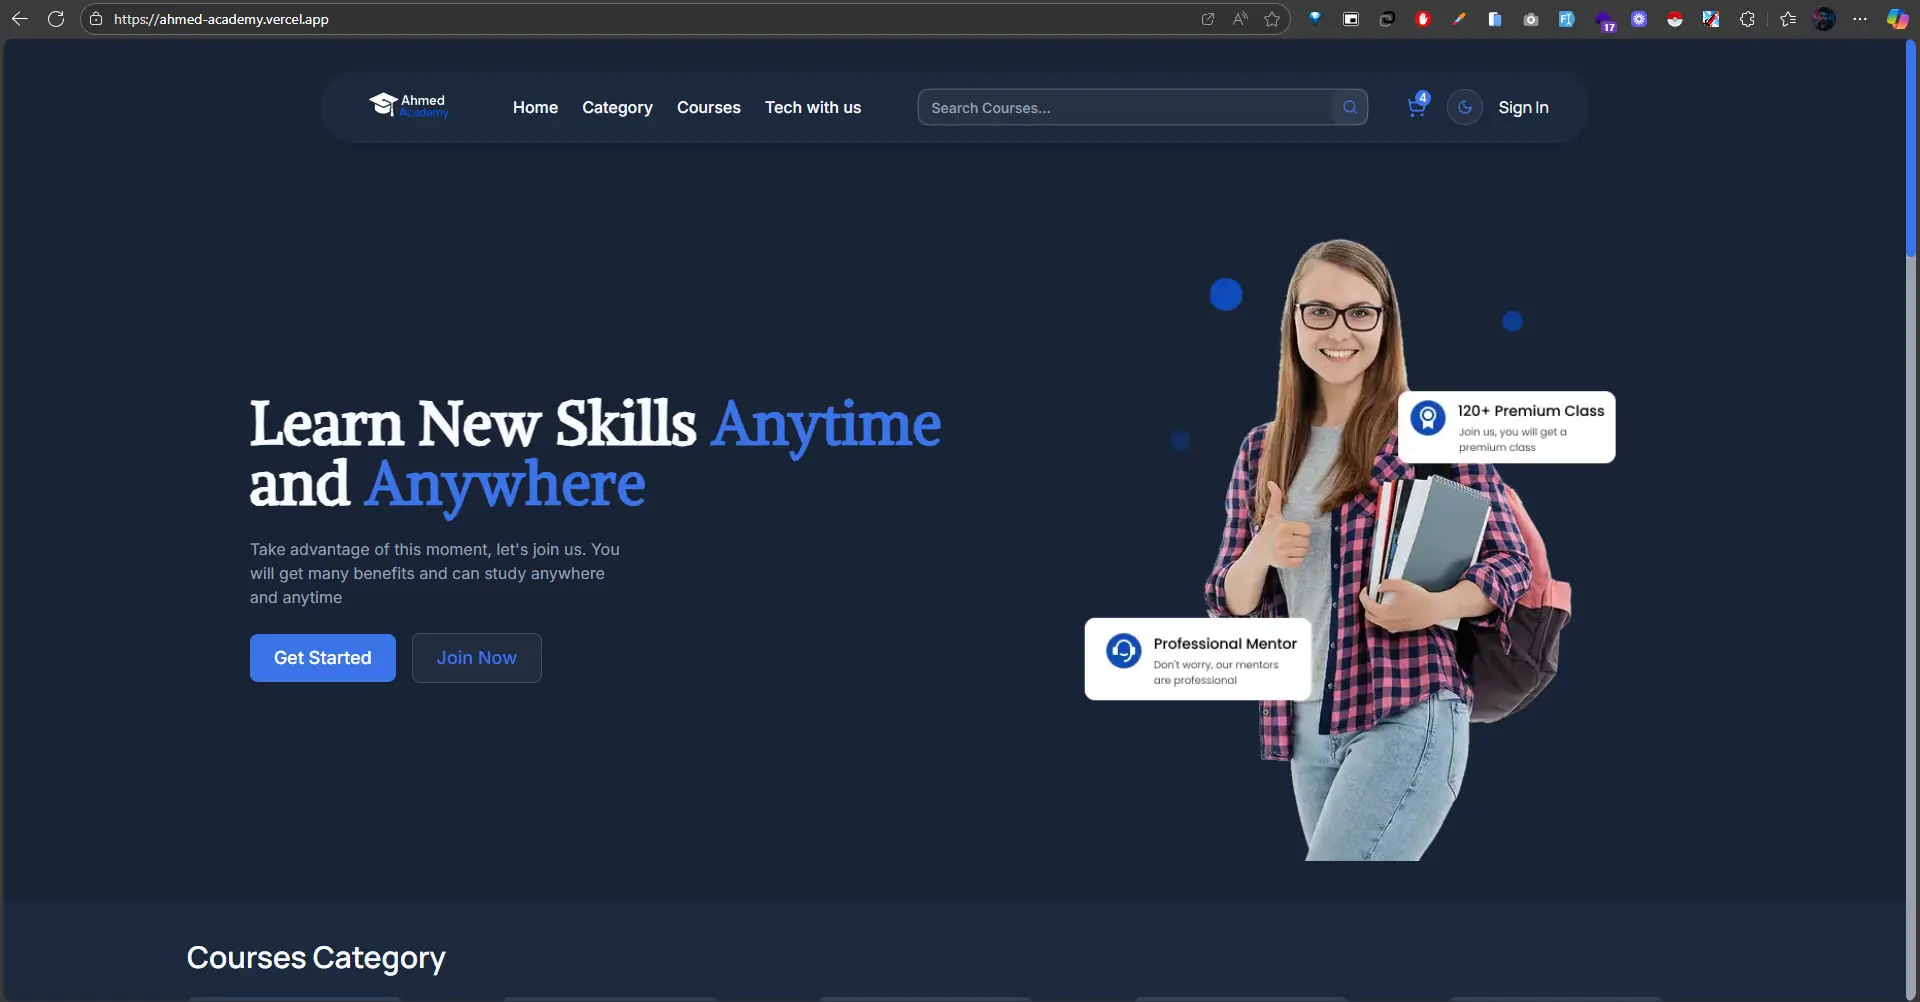 https://ahmed-academy.vercel.app
17
Ahmed
Academy
Home
Category
Courses
Tech with us
Search Courses...
4
Sign In
Learn New Skills Anytime
and Anywhere
Take advantage of this moment, let's join us. You
will get many benefits and can study anywhere
and anytime
Get Started
Join Now
120+ Premium Class
Join us, you will get a
premium class
Professional Mentor
Don't worry, our mentors
are professional
Courses Category